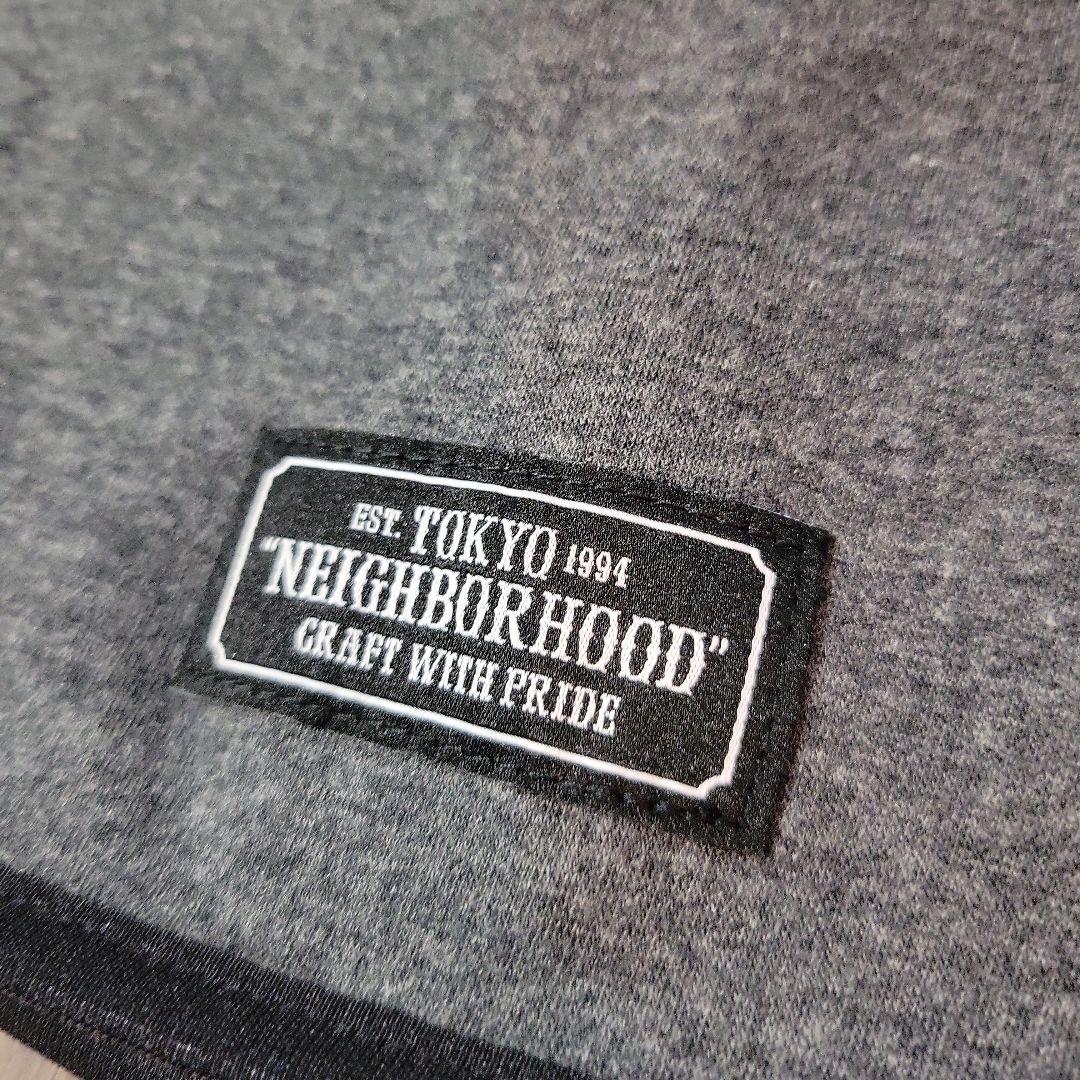 EST. TOKYO 1994
"NEIGHBORHOOD"
CRAFT WITH PRIDE